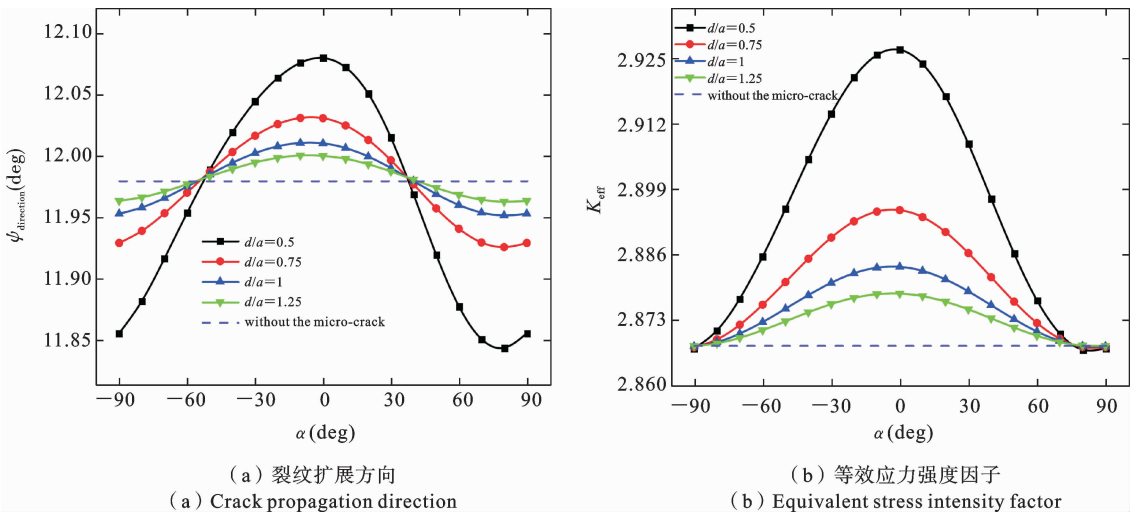 12.10
12.05
12.00
11.95
11.90
11.85
ψdirection(deg)
d/a=0.5
d/a=0.75
d/a=1
d/a=1.25
without the micro-crack
−90 −60 −30 0 30 60 90
α(deg)
(a)裂纹扩展方向
(a) Crack propagation direction
d/a=0.5
d/a=0.75
d/a=1
d/a=1.25
without the micro-crack
2.925
2.912
2.899
2.886
2.873
2.860
Keff
−90 −60 −30 0 30 60 90
α(deg)
(b)等效应力强度因子
(b) Equivalent stress intensity factor